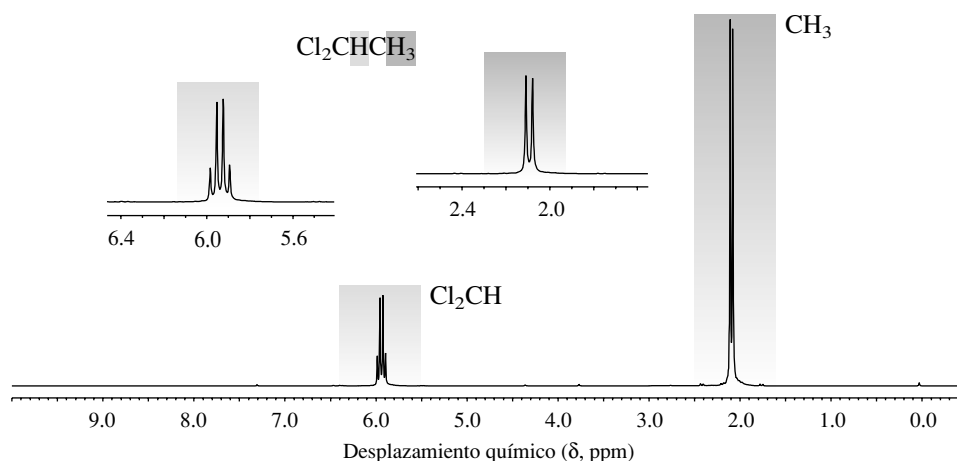 CH₃
Cl₂CHCH₃
6.4 6.0 5.6
2.4 2.0
Cl₂CH
9.0 8.0 7.0 6.0 5.0 4.0 3.0 2.0 1.0 0.0
Desplazamiento químico (δ, ppm)